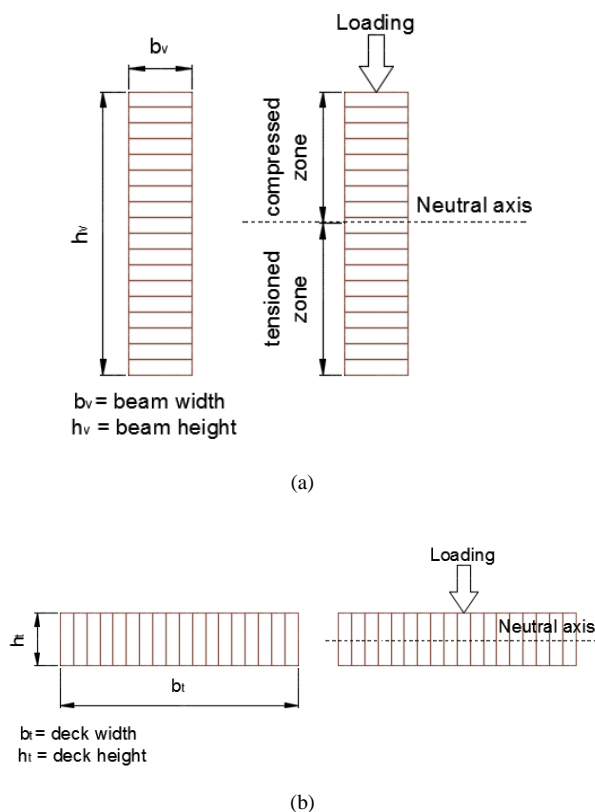 Loading
bv
hv
compressed
zone
Neutral axis
tensioned
zone
bv = beam width
hv = beam height
(a)
Loading
ht
Neutral axis
bt
bt = deck width
ht = deck height
(b)